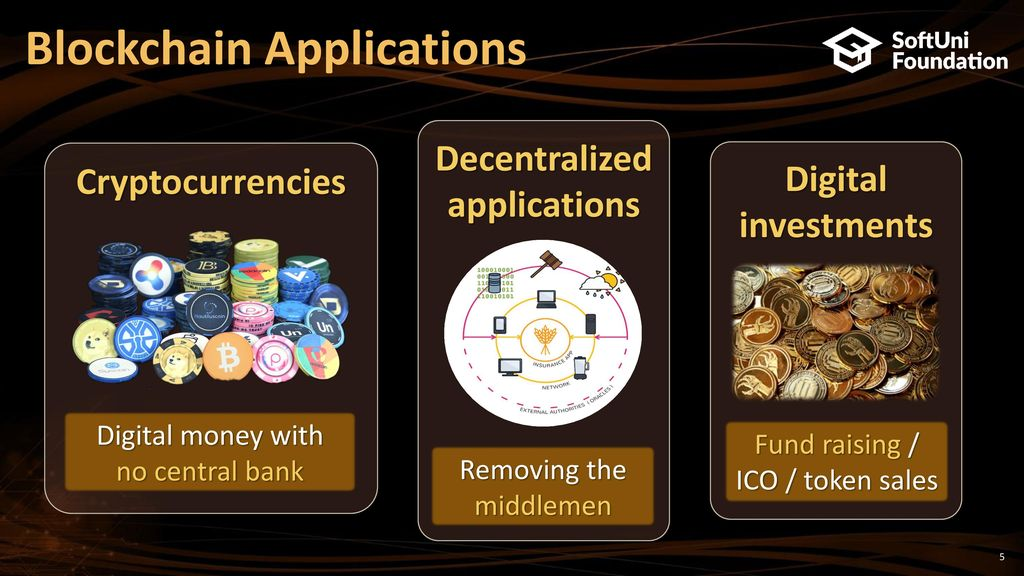 Blockchain Applications
SoftUni
Foundation
Cryptocurrencies
Digital money with
no central bank
Decentralized
applications
INSURANCE APP
NETWORK
EXTERNAL AUTHORITIES (ORACLES)
Removing the
middlemen
Digital
investments
Fund raising /
ICO / token sales
5